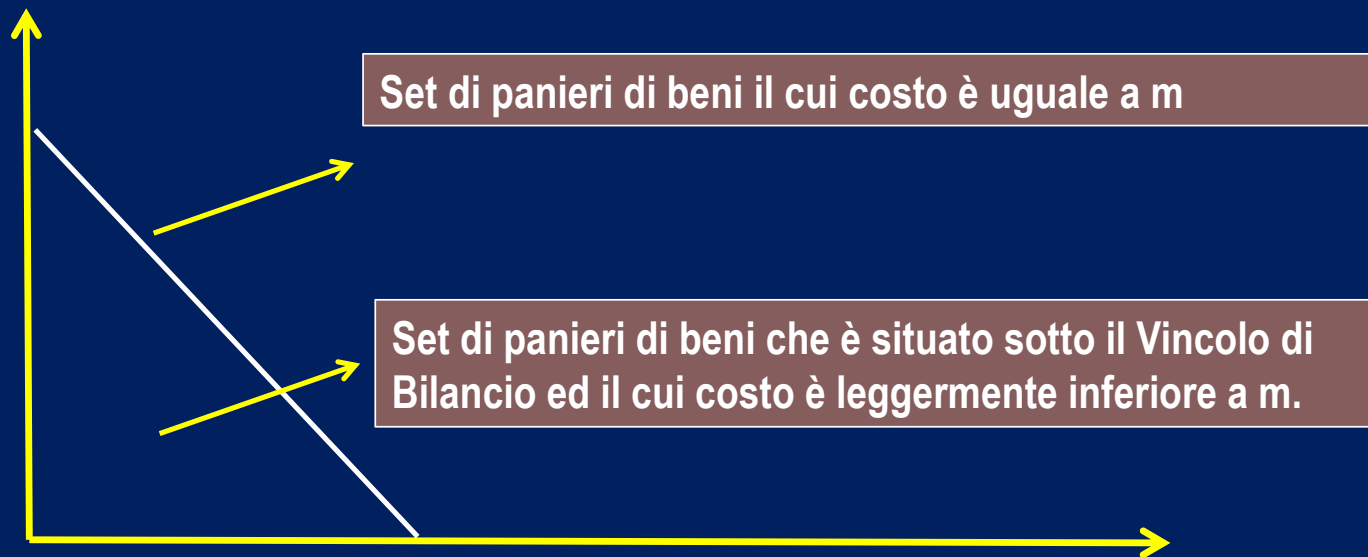 Set di panieri di beni il cui costo è uguale a m
Set di panieri di beni che è situato sotto il Vincolo di
Bilancio ed il cui costo è leggermente inferiore a m.